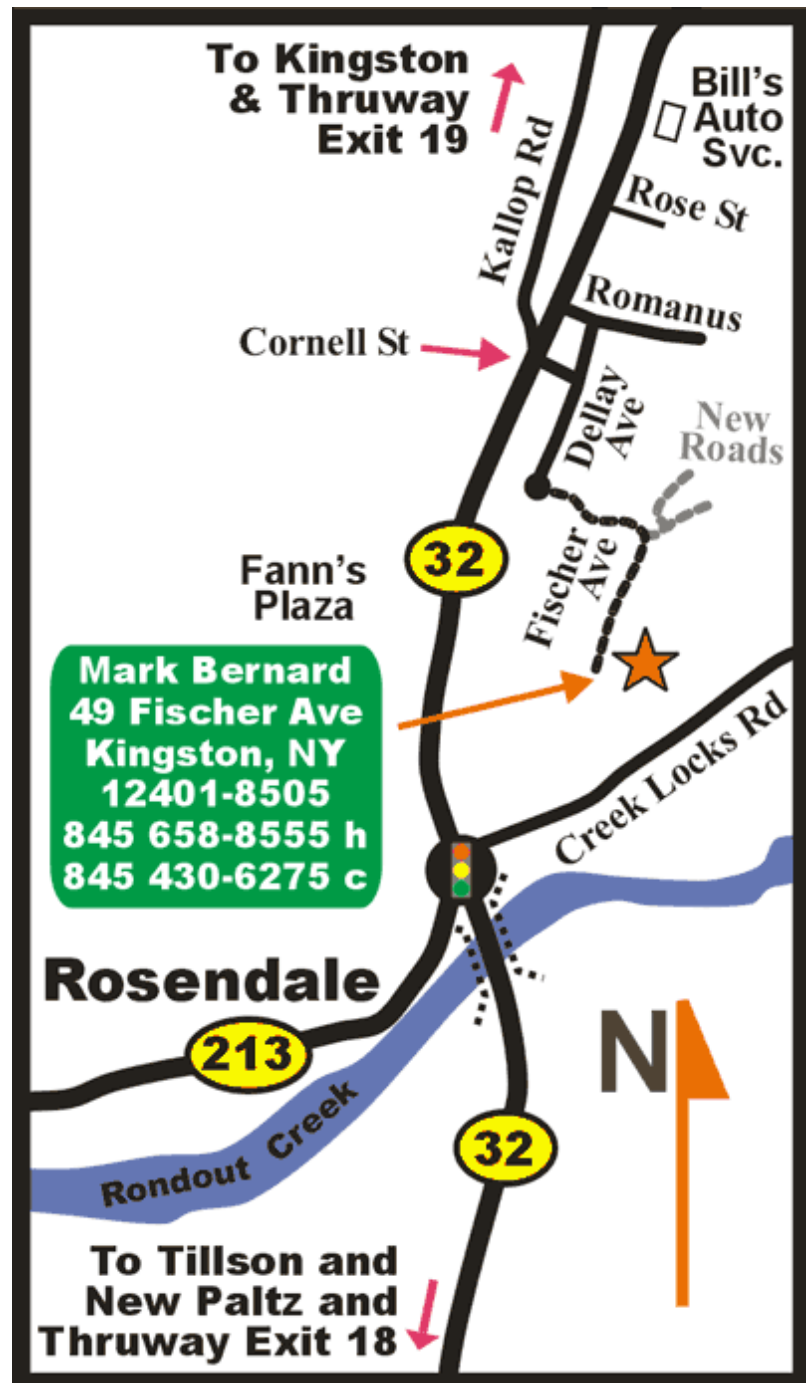 To Kingston
& Thruway
Exit 19
Bill's
Auto
Svc.
Kallop Rd
Rose St
Romanus
Cornell St
Dellay
Ave
New
Roads
32
Fischer
Ave
Fann's
Plaza
Mark Bernard
49 Fischer Ave
Kingston, NY
12401-8505
845 658-8555 h
845 430-6275 c
Creek Locks Rd
Rosendale
213
N
Rondout Creek
32
To Tillson and
New Paltz and
Thruway Exit 18